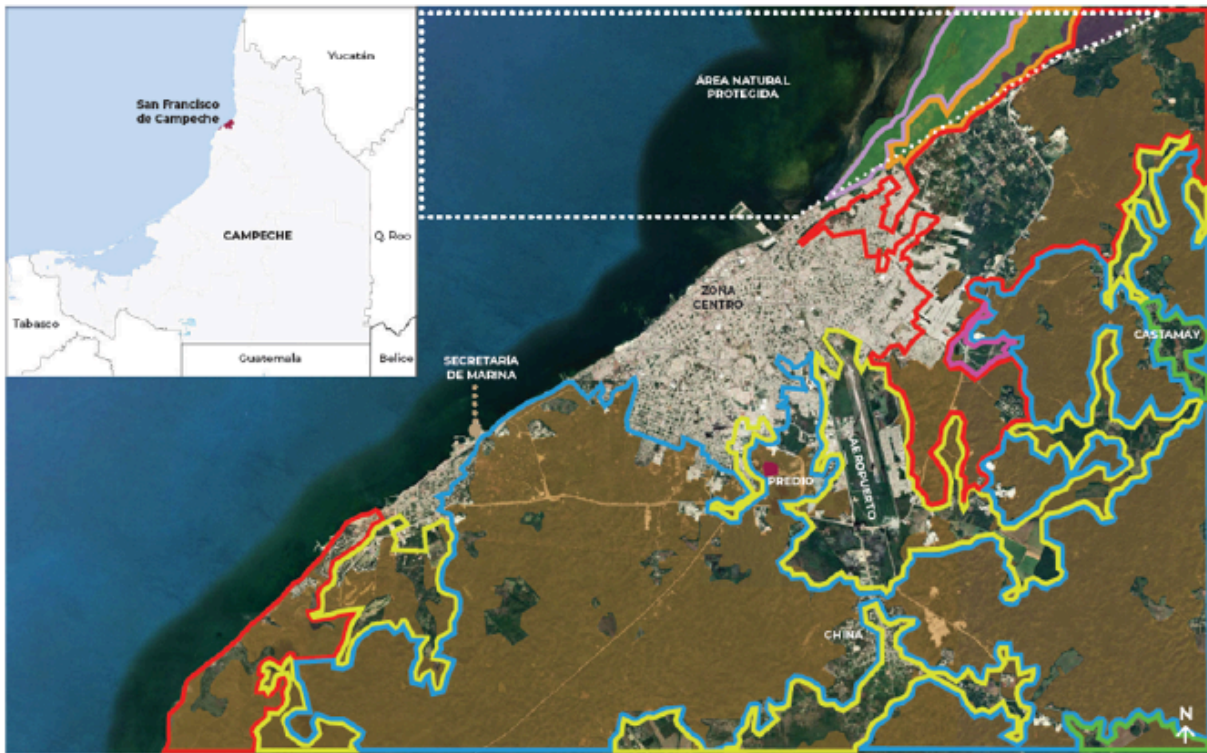 Yucatán
San Francisco
de Campeche
CAMPECHE
Q. Roo
Tabasco
Guatemala
Belice
ÁREA NATURAL
PROTEGIDA
ZONA
CENTRO
SECRETARÍA
DE MARINA
CASTAMAY
PREDIO
AEROPUERTO
CHINA
N